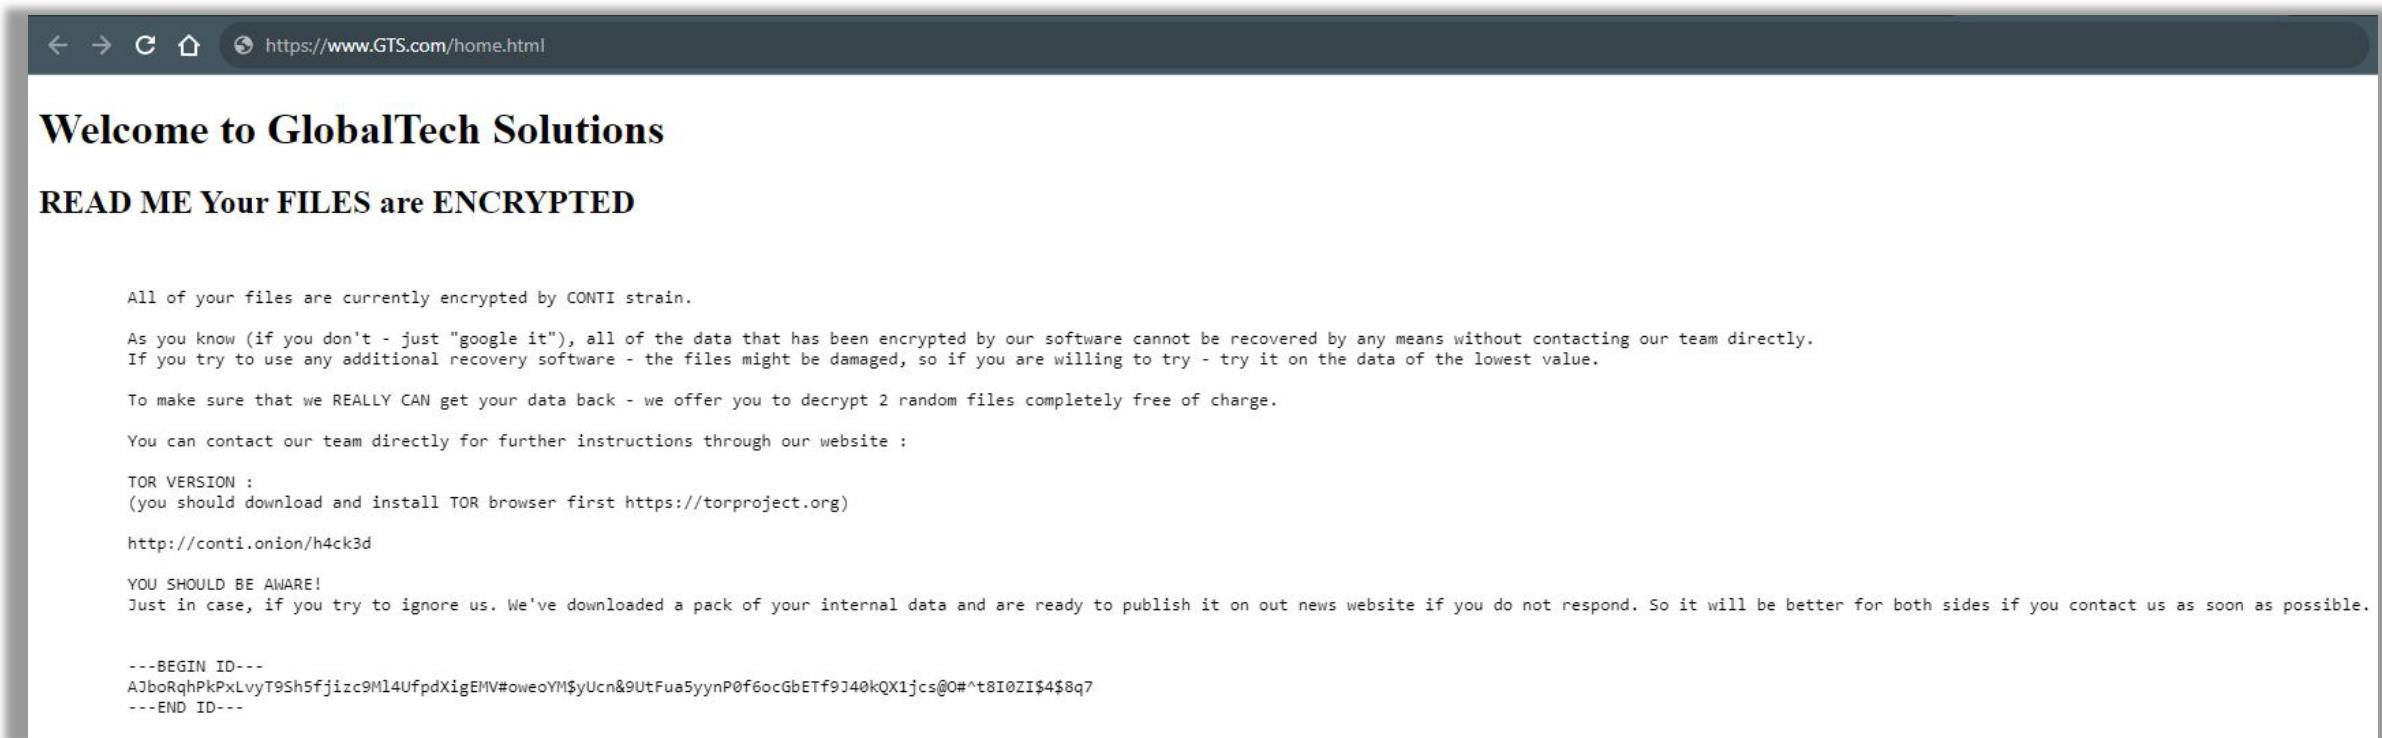 https://www.GTS.com/home.html
Welcome to GlobalTech Solutions
READ ME Your FILES are ENCRYPTED
All of your files are currently encrypted by CONTI strain.
As you know (if you don't - just "google it"), all of the data that has been encrypted by our software cannot be recovered by any means without contacting our team directly.
If you try to use any additional recovery software - the files might be damaged, so if you are willing to try - try it on the data of the lowest value.
To make sure that we REALLY CAN get your data back - we offer you to decrypt 2 random files completely free of charge.
You can contact our team directly for further instructions through our website :
TOR VERSION :
(you should download and install TOR browser first https://torproject.org)
http://conti.onion/h4ck3d
YOU SHOULD BE AWARE!
Just in case, if you try to ignore us. We've downloaded a pack of your internal data and are ready to publish it on out news website if you do not respond. So it will be better for both sides if you contact us as soon as possible.
---BEGIN ID---
AJboRqhPkPxLvyT9Sh5fjizc9Ml4UfpdXigEMV#oweoYM$yUcn&9UtFua5yynP0f6ocGbETf9J40kQX1jcs@O#^t8I0ZI$4$8q7
---END ID---